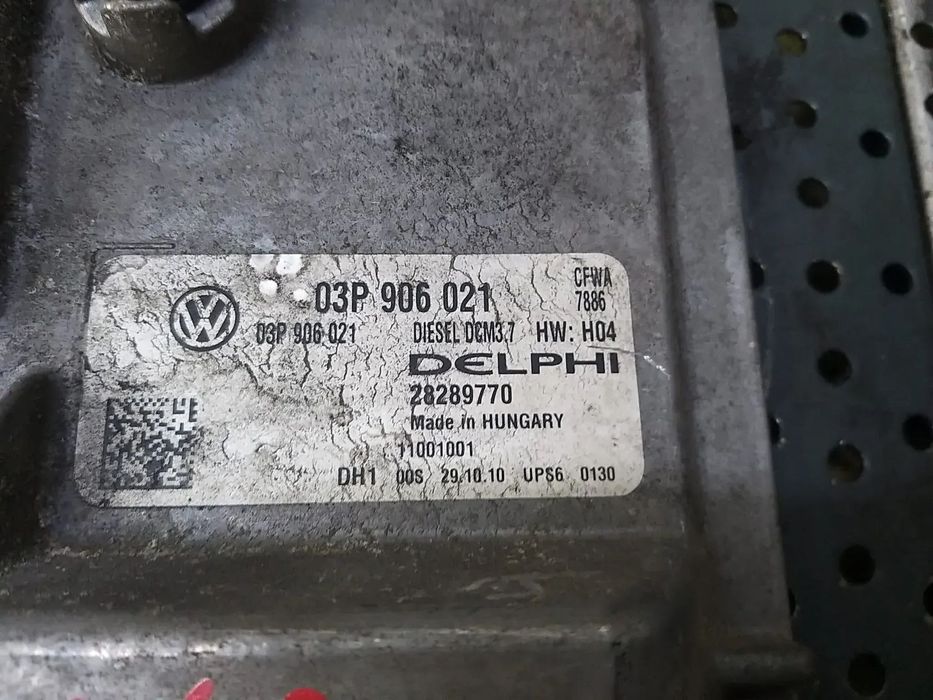 CFWA
03P 906 021 7886
03P 906 021 DIESEL DCM3.7 HW: H04
DELPHI
28289770
Made in HUNGARY
11001001
DH1 00S 29.10.10 UPS6 0130